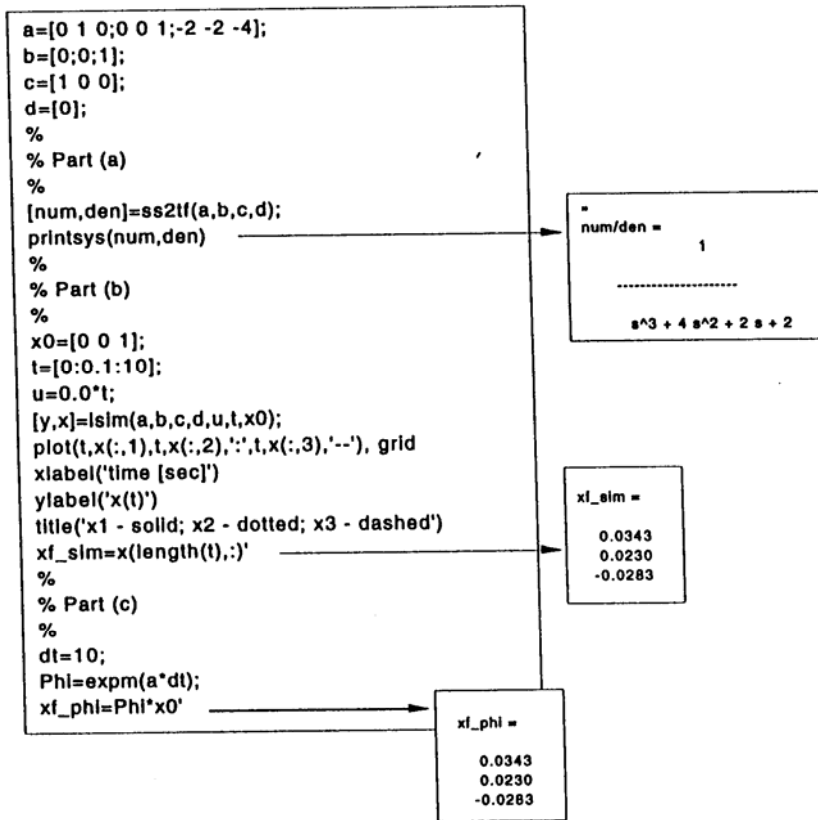 a=[0 1 0;0 0 1;-2 -2 -4];
b=[0;0;1];
c=[1 0 0];
d=[0];
%
% Part (a)
%
[num,den]=ss2tf(a,b,c,d);
printsys(num,den)
%
% Part (b)
%
x0=[0 0 1];
t=[0:0.1:10];
u=0.0*t;
[y,x]=lsim(a,b,c,d,u,t,x0);
plot(t,x(:,1),t,x(:,2),':',t,x(:,3),'--'), grid
xlabel('time [sec]')
ylabel('x(t)')
title('x1 - solid; x2 - dotted; x3 - dashed')
xf_sim=x(length(t),:)'
%
% Part (c)
%
dt=10;
Phi=expm(a*dt);
xf_phi=Phi*x0'
=
num/den =
1
----------------------
s^3 + 4 s^2 + 2 s + 2
xf_sim =
0.0343
0.0230
-0.0283
xf_phi =
0.0343
0.0230
-0.0283